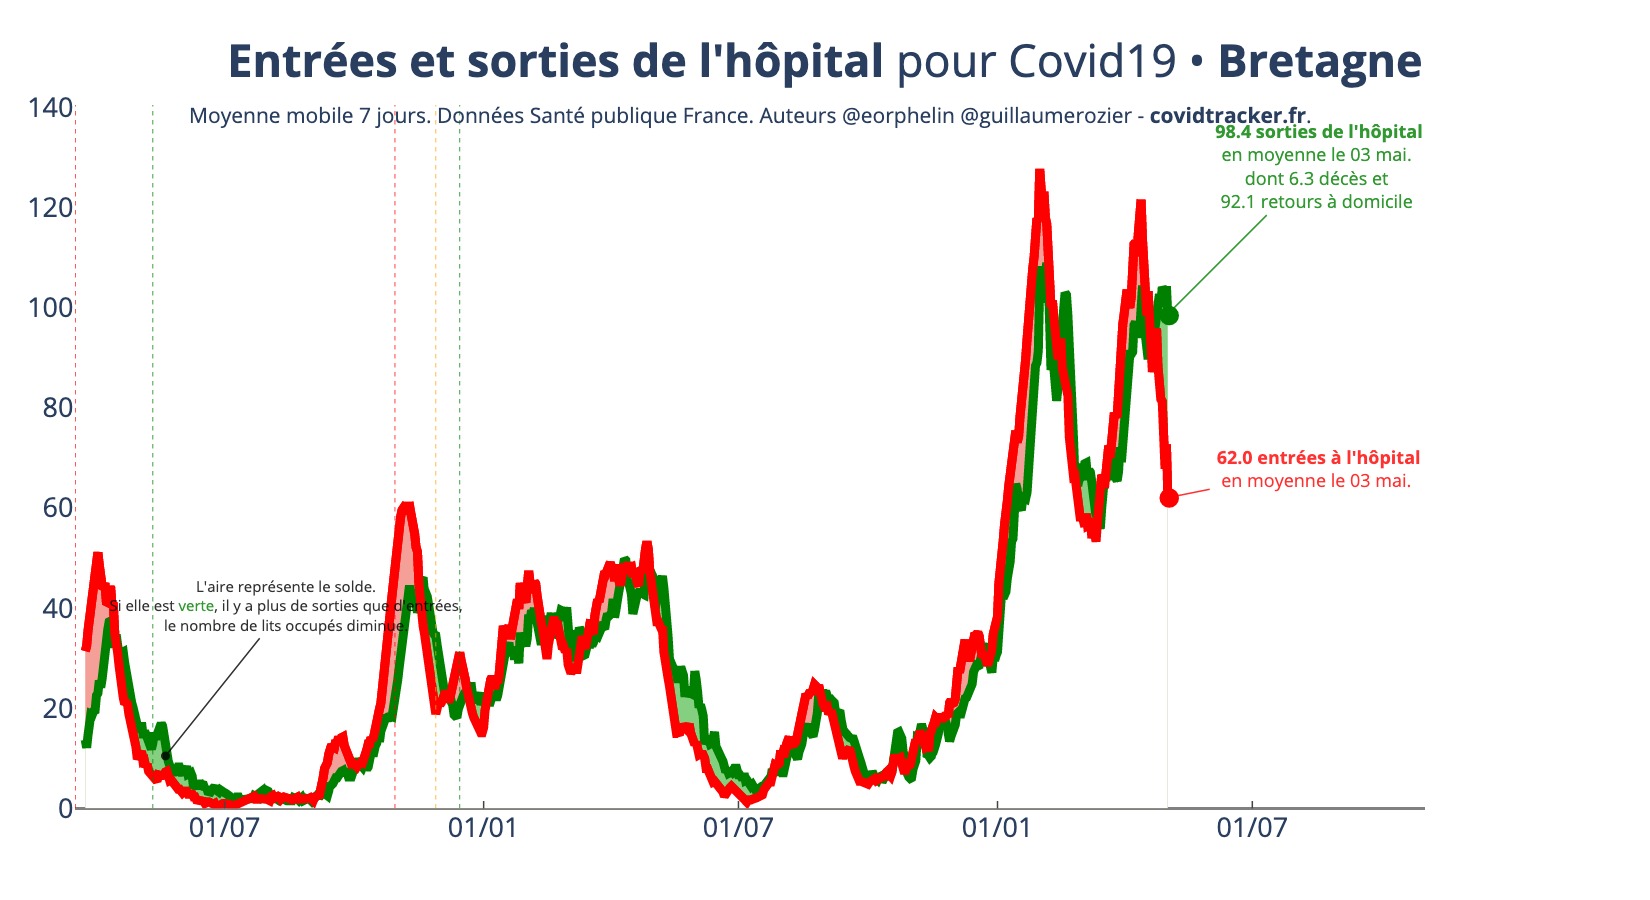 Entrées et sorties de l'hôpital pour Covid19 • Bretagne
Moyenne mobile 7 jours. Données Santé publique France. Auteurs @eorphelin @guillaumerozier - covidtracker.fr.
98.4 sorties de l'hôpital
en moyenne le 03 mai.
dont 6.3 décès et
92.1 retours à domicile
62.0 entrées à l'hôpital
en moyenne le 03 mai.
L'aire représente le solde.
Si elle est verte, il y a plus de sorties que d'entrées,
le nombre de lits occupés diminue.
140
120
100
80
60
40
20
0
01/07
01/01
01/07
01/01
01/07